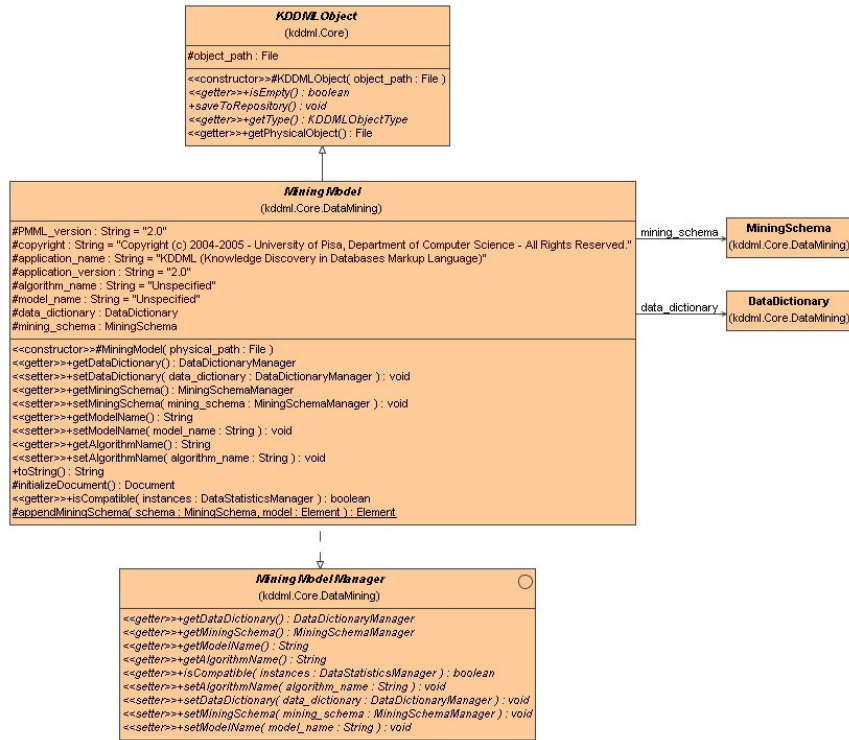 KDDMLObject
(kddml.Core)
#object_path : File
<<constructor>>#KDDMLObject( object_path : File )
<<getter>>+isEmpty() : boolean
+saveToRepository() : void
<<getter>>+getType() : KDDMLObjectType
<<getter>>+getPhysicalObject() : File
MiningModel
(kddml.Core.DataMining)
#PMML_version : String = "2.0"
#copyright : String = "Copyright (c) 2004-2005 - University of Pisa, Department of Computer Science - All Rights Reserved."
#application_name : String = "KDDML (Knowledge Discovery in Databases Markup Language)"
#application_version : String = "2.0"
#algorithm_name : String = "Unspecified"
#model_name : String = "Unspecified"
#data_dictionary : DataDictionary
#mining_schema : MiningSchema
<<constructor>>#MiningModel( physical_path : File )
<<getter>>+getDataDictionary() : DataDictionaryManager
<<setter>>+setDataDictionary( data_dictionary : DataDictionaryManager ) : void
<<getter>>+getMiningSchema() : MiningSchemaManager
<<setter>>+setMiningSchema( mining_schema : MiningSchemaManager ) : void
<<getter>>+getModelName() : String
<<setter>>+setModelName( model_name : String ) : void
<<getter>>+getAlgorithmName() : String
<<setter>>+setAlgorithmName( algorithm_name : String ) : void
+toString() : String
#initializeDocument() : Document
<<getter>>+isCompatible( instances : DataStatisticsManager ) : boolean
#appendMiningSchema( schema : MiningSchema, model : Element ) : Element
mining_schema
MiningSchema
(kddml.Core.DataMining)
data_dictionary
DataDictionary
(kddml.Core.DataMining)
MiningModelManager
(kddml.Core.DataMining)
<<getter>>+getDataDictionary() : DataDictionaryManager
<<getter>>+getMiningSchema() : MiningSchemaManager
<<getter>>+getModelName() : String
<<getter>>+getAlgorithmName() : String
<<getter>>+isCompatible( instances : DataStatisticsManager ) : boolean
<<setter>>+setAlgorithmName( algorithm_name : String ) : void
<<setter>>+setDataDictionary( data_dictionary : DataDictionaryManager ) : void
<<setter>>+setMiningSchema( mining_schema : MiningSchemaManager ) : void
<<setter>>+setModelName( model_name : String ) : void